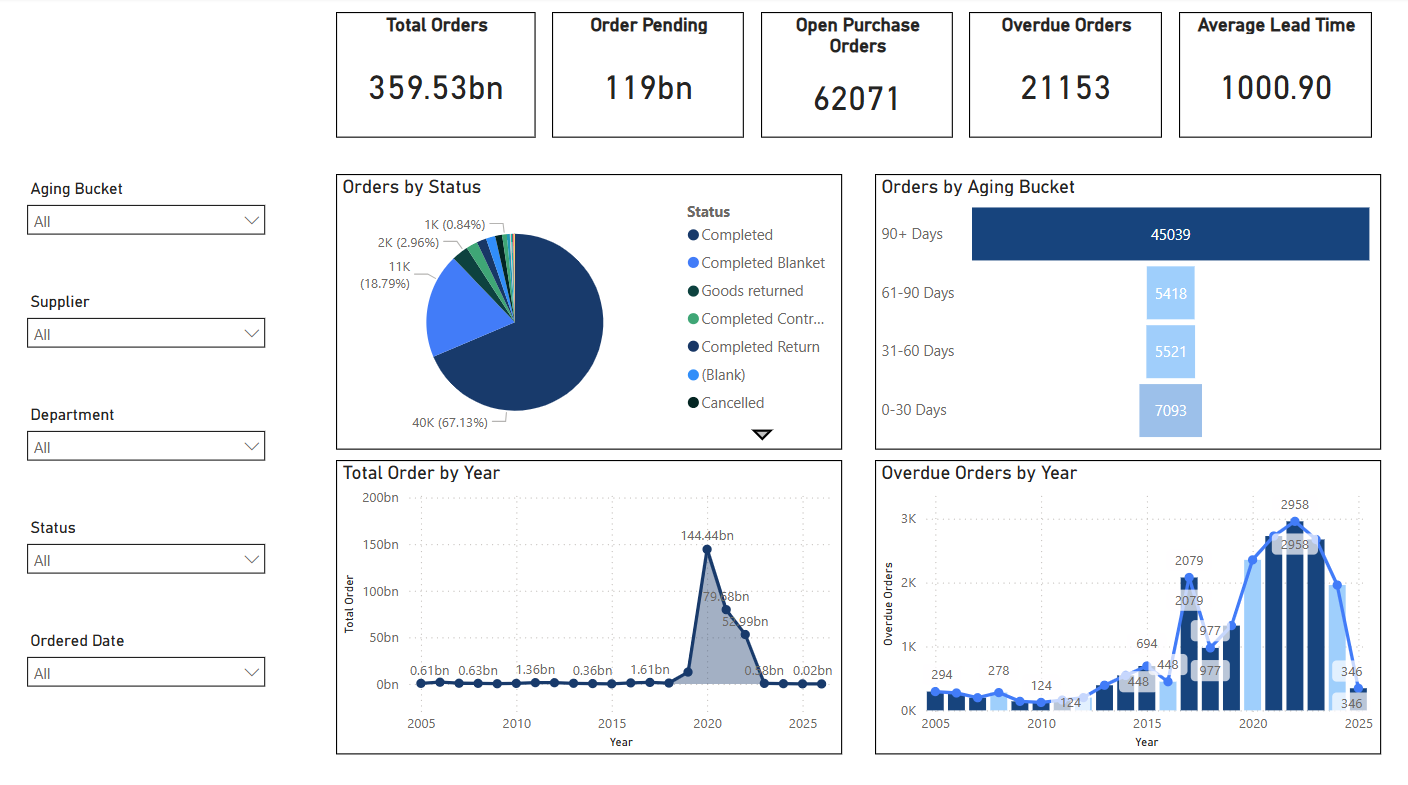 Total Orders
359.53bn
Order Pending
119bn
Open Purchase
Orders
62071
Overdue Orders
21153
Average Lead Time
1000.90
Aging Bucket
All
Supplier
All
Department
All
Status
All
Ordered Date
All
Orders by Status
1K (0.84%)
2K (2.96%)
11K
(18.79%)
40K (67.13%)
Status
Completed
Completed Blanket
Goods returned
Completed Contr...
Completed Return
(Blank)
Cancelled
Orders by Aging Bucket
90+ Days 45039
61-90 Days 5418
31-60 Days 5521
0-30 Days 7093
Total Order by Year
Total Order
200bn
150bn
100bn
50bn
0bn
144.44bn
79.68bn
52.99bn
0.61bn 0.63bn 1.36bn 0.36bn 1.61bn 0.38bn 0.02bn
2005 2010 2015 2020 2025
Year
Overdue Orders by Year
Overdue Orders
3K
2K
1K
0K
2958
2958
2079
2079
977
977
694
448
448
294
278
124
124
346
346
2005 2010 2015 2020 2025
Year